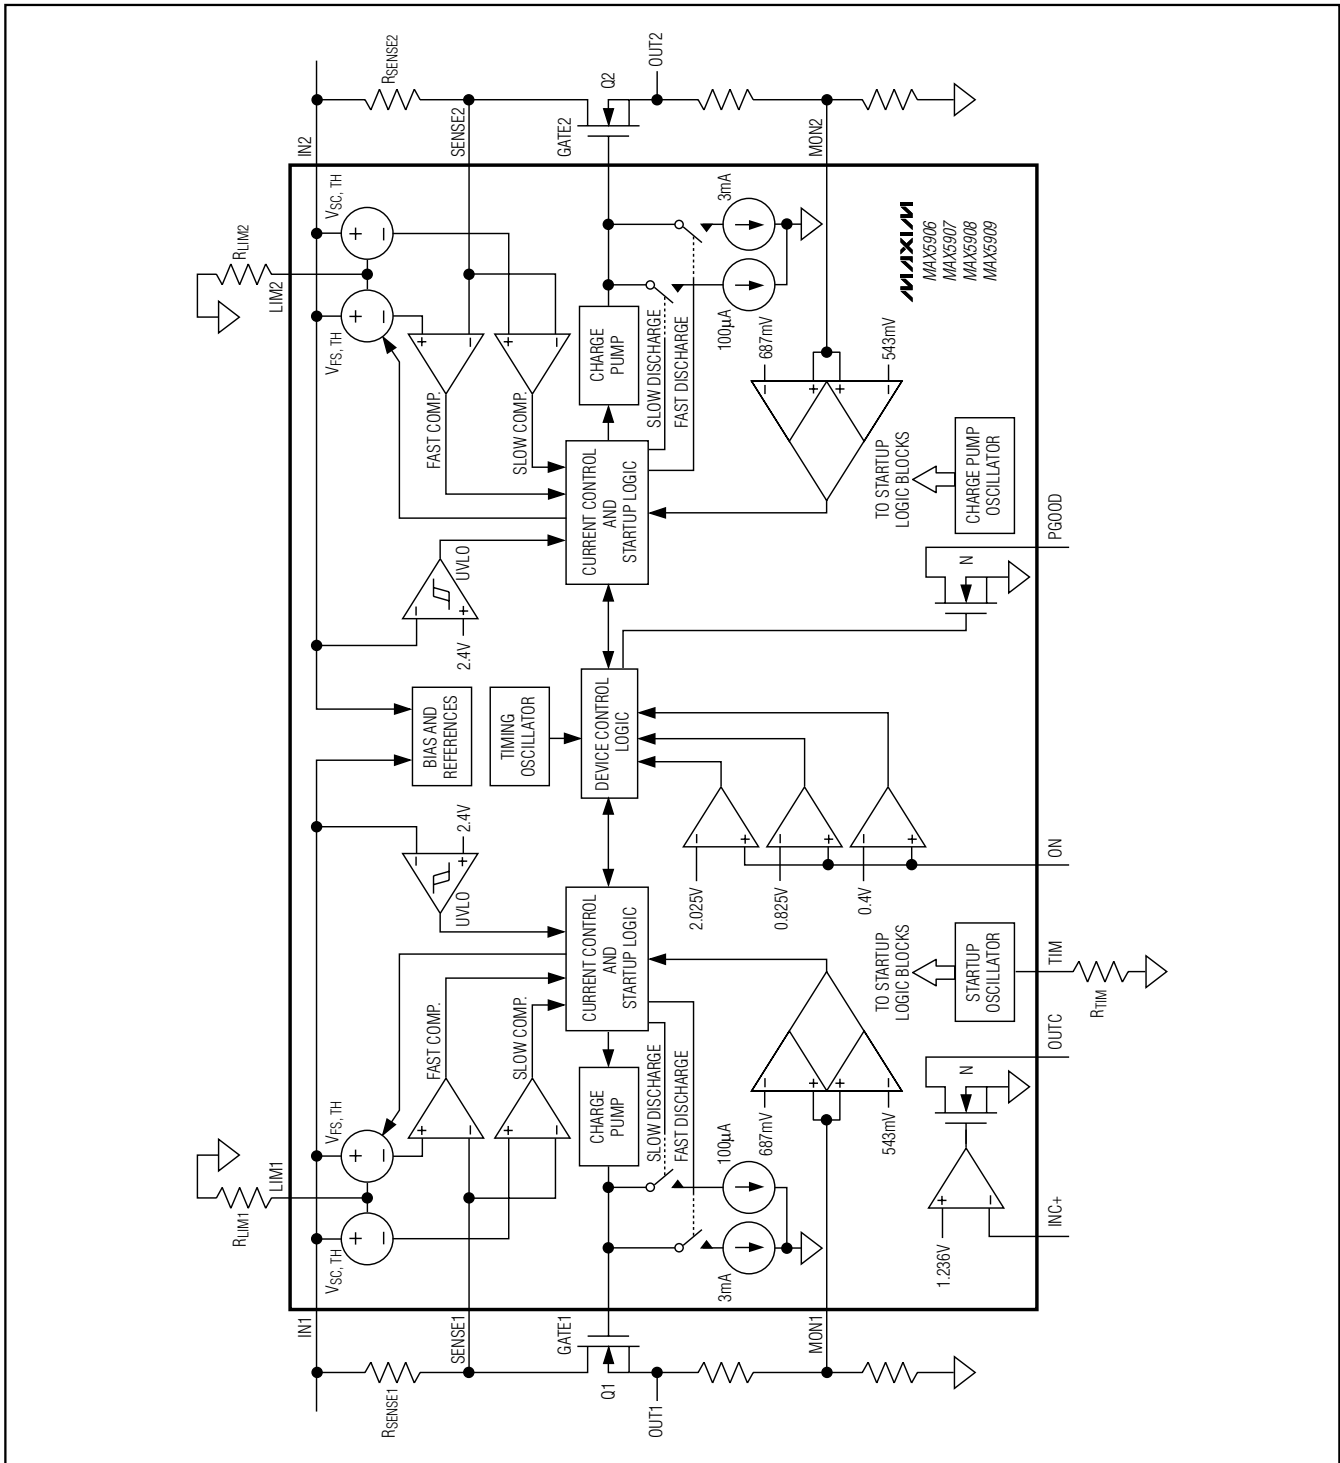 RSENSE1
IN1
SENSE1
GATE1
Q1
OUT1
MON1
VSC, TH
RLIM1
LIM1
VFS, TH
FAST COMP.
SLOW COMP.
CHARGE
PUMP
SLOW DISCHARGE
FAST DISCHARGE
3mA
100µA
687mV
543mV
+
−
UVLO
2.4V
CURRENT CONTROL
AND
STARTUP LOGIC
BIAS AND
REFERENCES
TIMING
OSCILLATOR
DEVICE CONTROL
LOGIC
2.025V
0.825V
0.4V
ON
1.236V
INC+
N
OUTC
TO STARTUP
LOGIC BLOCKS
STARTUP
OSCILLATOR
TIM
RTIM
2.4V
UVLO
CURRENT CONTROL
AND
STARTUP LOGIC
N
PGOOD
TO STARTUP
LOGIC BLOCKS
CHARGE PUMP
OSCILLATOR
VFS, TH
LIM2
RLIM2
VSC, TH
FAST COMP.
SLOW COMP.
CHARGE
PUMP
SLOW DISCHARGE
FAST DISCHARGE
100µA
3mA
687mV
543mV
MAXIM
MAX5906
MAX5907
MAX5908
MAX5909
IN2
RSENSE2
SENSE2
GATE2
Q2
OUT2
MON2